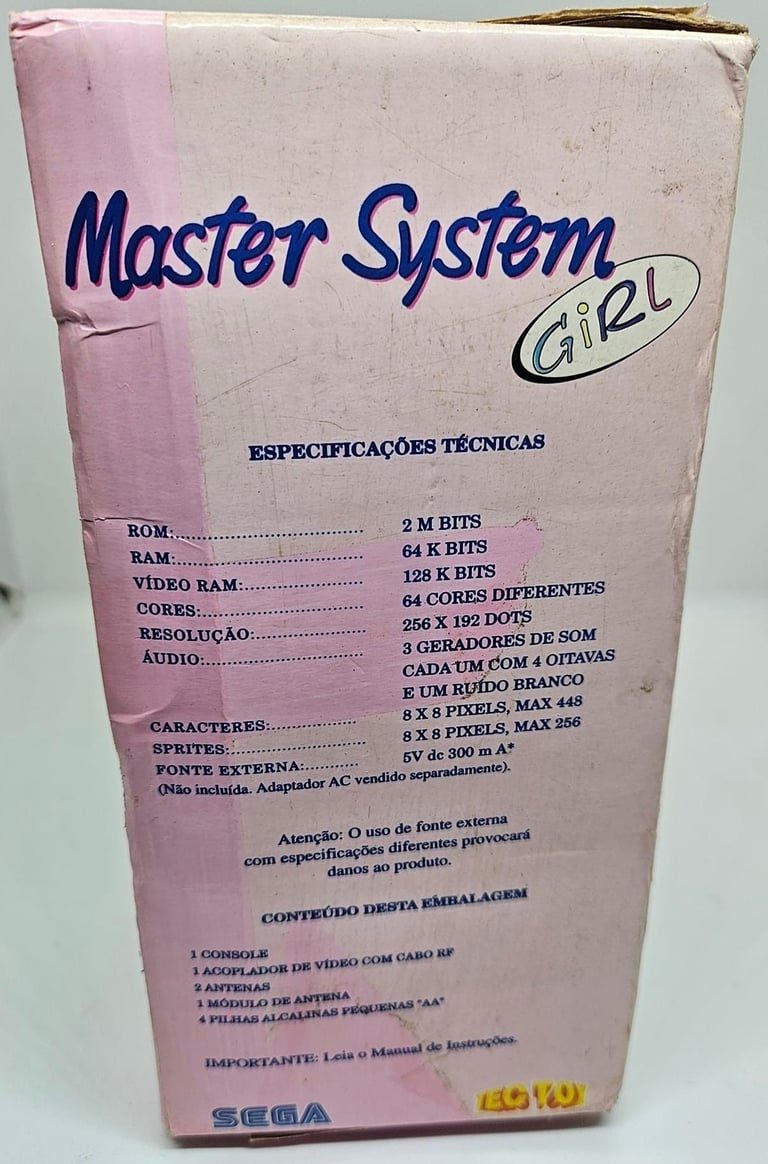 Master System
GiRL
ESPECIFICAÇÕES TÉCNICAS
ROM:.............................. 2 M BITS
RAM:.............................. 64 K BITS
VÍDEO RAM:................... 128 K BITS
CORES:.......................... 64 CORES DIFERENTES
RESOLUÇÃO:................. 256 X 192 DOTS
ÁUDIO:.......................... 3 GERADORES DE SOM
CADA UM COM 4 OITAVAS
E UM RUÍDO BRANCO
CARACTERES:............... 8 X 8 PIXELS, MAX 448
SPRITES:....................... 8 X 8 PIXELS, MAX 256
FONTE EXTERNA:.......... 5V dc 300 m A*
(Não incluída. Adaptador AC vendido separadamente).
Atenção: O uso de fonte externa
com especificações diferentes provocará
danos ao produto.
CONTEÚDO DESTA EMBALAGEM
1 CONSOLE
1 ACOPLADOR DE VÍDEO COM CABO RF
2 ANTENAS
1 MÓDULO DE ANTENA
4 PILHAS ALCALINAS PEQUENAS "AA"
IMPORTANTE: Leia o Manual de Instruções.
SEGA
TEC TOY